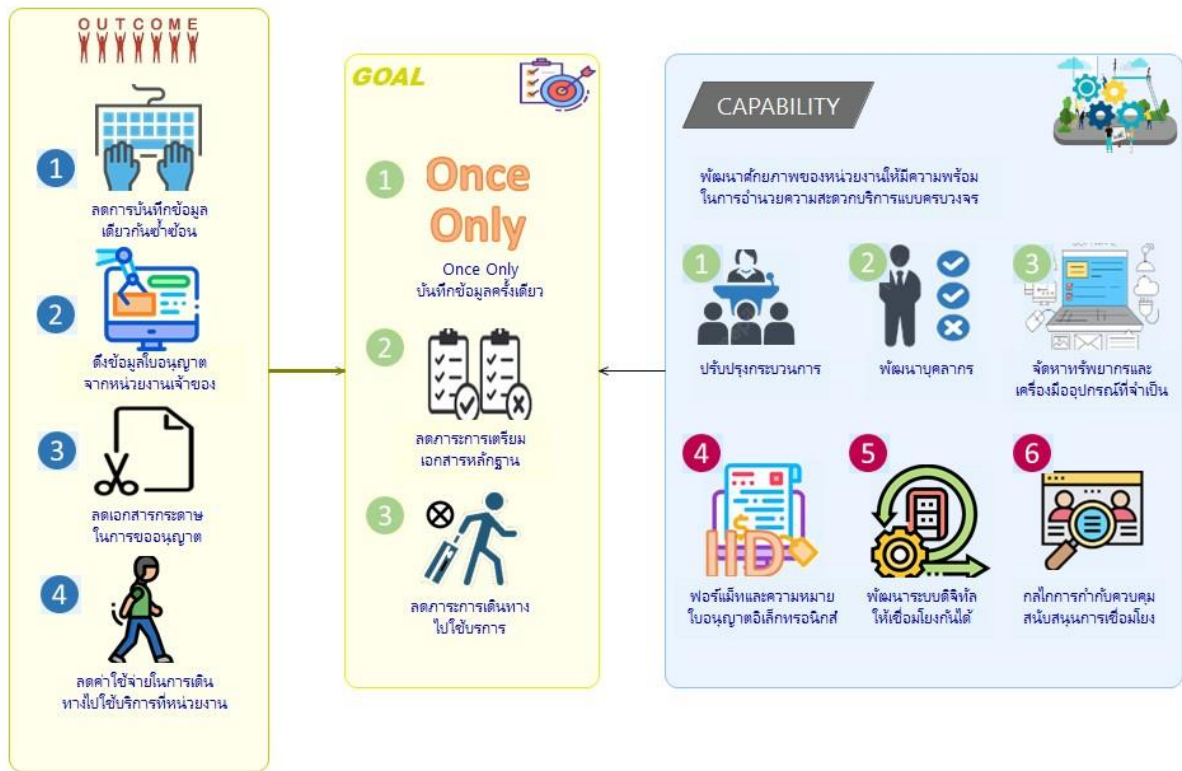 OUTCOME
1
ลดการบันทึกข้อมูล
เดียวกันซ้ำซ้อน
2
ดึงข้อมูลใบอนุญาต
จากหน่วยงานเจ้าของ
3
ลดเอกสารกระดาษ
ในการขออนุญาต
4
ลดค่าใช้จ่ายในการเดิน
ทางไปใช้บริการที่หน่วยงาน
GOAL
1
Once
Only
Once Only
บันทึกข้อมูลครั้งเดียว
2
ลดภาระการเตรียม
เอกสารหลักฐาน
3
ลดภาระการเดินทาง
ไปใช้บรการ
CAPABILITY
พัฒนาศักยภาพของหน่วยงานให้มีความพร้อม
ในการอำนวยความสะดวกบริการแบบครบวงจร
1
ปรับปรุงกระบวนการ
2
พัฒนาบุคลากร
3
จัดหาทรัพยากรและ
เครื่องมืออุปกรณ์ที่จำเป็น
4
ฟอร์แม็ทและความหมาย
ใบอนุญาตอิเล็กทรอนิกส์
5
พัฒนาระบบดิจิทัล
ให้เชื่อมโยงกันได้
6
กลไกการกำกับควบคุม
สนับสนุนการเชื่อมโยง